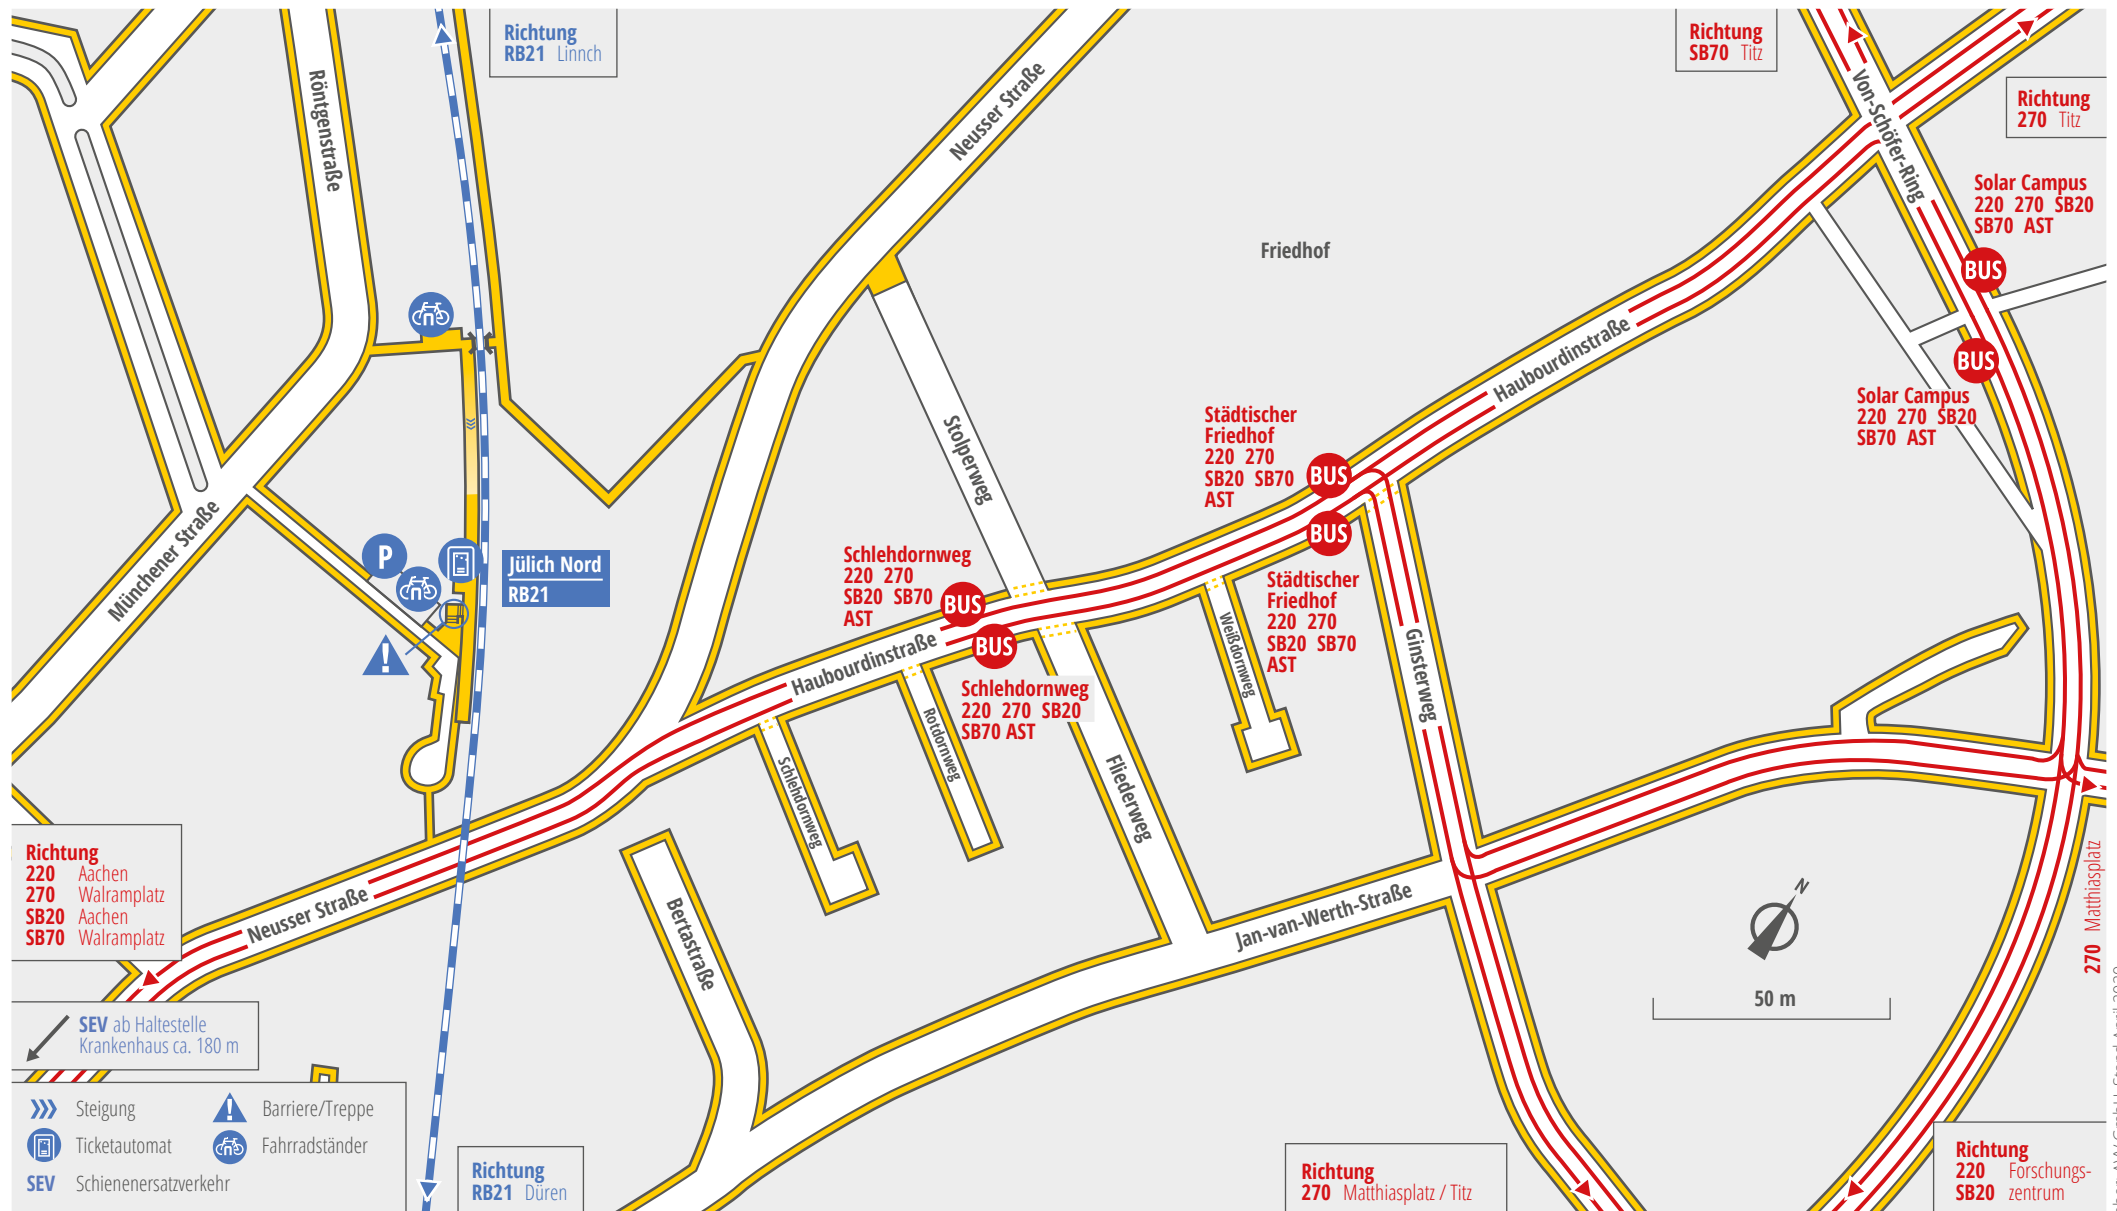 Richtung
RB21 Linnch
Richtung
SB70 Titz
Richtung
270 Titz
Röntgenstraße
Neusser Straße
Von-Schöfer-Ring
Solar Campus
220 270 SB20
SB70 AST
BUS
Friedhof
Haubourdinstraße
BUS
Solar Campus
220 270 SB20
SB70 AST
Städtischer
Friedhof
220 270
SB20 SB70
AST
BUS
BUS
Städtischer
Friedhof
220 270
SB20 SB70
AST
Stolperweg
Münchener Straße
P
Jülich Nord
RB21
Schlehdornweg
220 270
SB20 SB70
AST
BUS
BUS
Schlehdornweg
220 270 SB20
SB70 AST
Haubourdinstraße
Weißdornweg
Ginsterweg
Rotdornweg
Schlehdornweg
Fliederweg
Bertastraße
Jan-van-Werth-Straße
Neusser Straße
Richtung
220 Aachen
270 Walramplatz
SB20 Aachen
SB70 Walramplatz
SEV ab Haltestelle
Krankenhaus ca. 180 m
Steigung
Barriere/Treppe
Ticketautomat
Fahrradständer
SEV Schienenersatzverkehr
Richtung
RB21 Düren
Richtung
270 Matthiasplatz / Titz
N
50 m
270 Matthiasplatz
Richtung
220 Forschungs-
SB20 zentrum